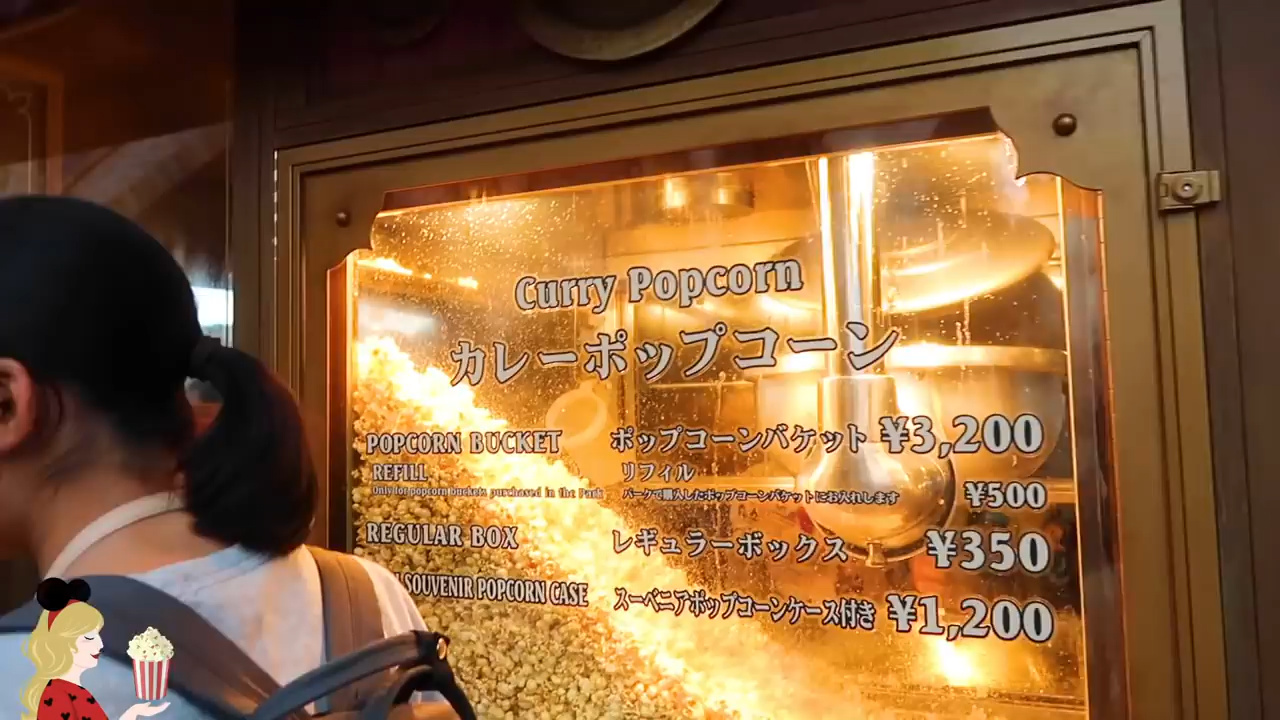 Curry Popcorn
カレーポップコーン
POPCORN BUCKET ポップコーンバケット ¥3,200
REFILL リフィル
Only for popcorn buckets purchased in the Park パークで購入したポップコーンバケットにお入れします ¥500
REGULAR BOX レギュラーボックス ¥350
SOUVENIR POPCORN CASE スーベニアポップコーンケース付き ¥1,200